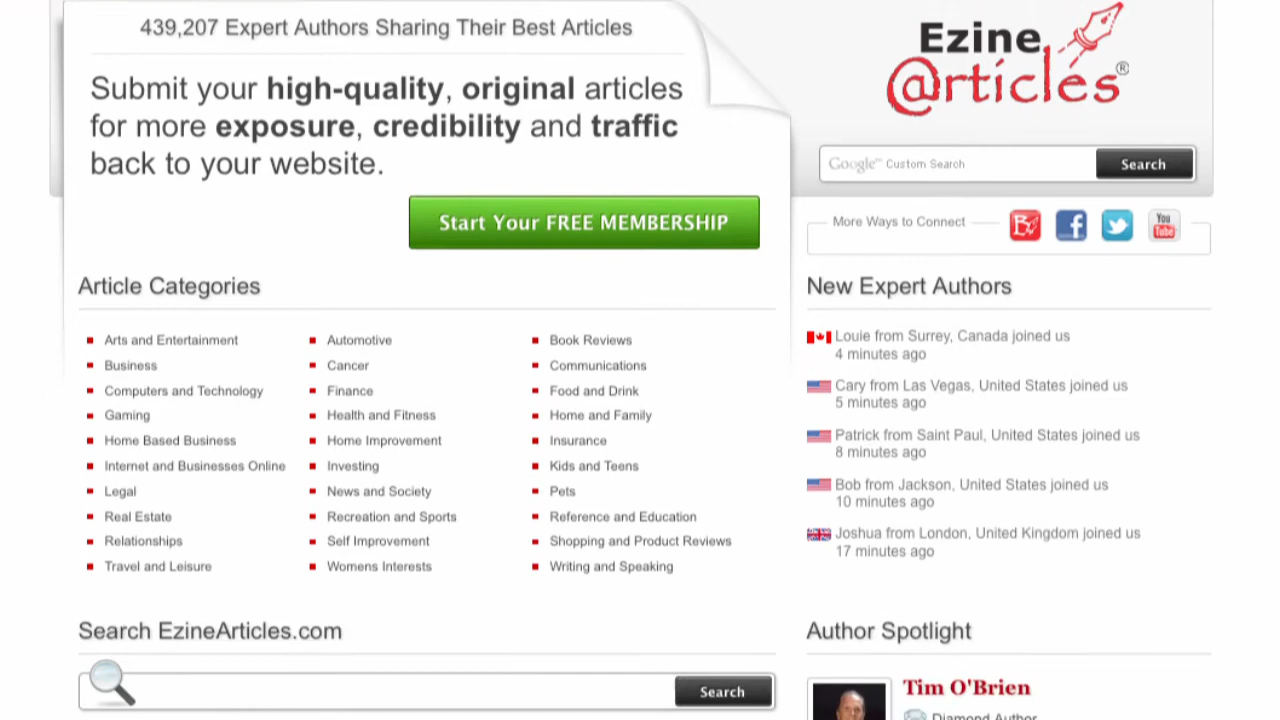 439,207 Expert Authors Sharing Their Best Articles
Submit your high-quality, original articles
for more exposure, credibility and traffic
back to your website.
Start Your FREE MEMBERSHIP
Ezine
@rticles®
Google™ Custom Search
Search
More Ways to Connect
You
Tube
Article Categories
Arts and Entertainment
Business
Computers and Technology
Gaming
Home Based Business
Internet and Businesses Online
Legal
Real Estate
Relationships
Travel and Leisure
Automotive
Cancer
Finance
Health and Fitness
Home Improvement
Investing
News and Society
Recreation and Sports
Self Improvement
Womens Interests
Book Reviews
Communications
Food and Drink
Home and Family
Insurance
Kids and Teens
Pets
Reference and Education
Shopping and Product Reviews
Writing and Speaking
New Expert Authors
Louie from Surrey, Canada joined us
4 minutes ago
Cary from Las Vegas, United States joined us
5 minutes ago
Patrick from Saint Paul, United States joined us
8 minutes ago
Bob from Jackson, United States joined us
10 minutes ago
Joshua from London, United Kingdom joined us
17 minutes ago
Search EzineArticles.com
Search
Author Spotlight
Tim O'Brien
Diamond Author